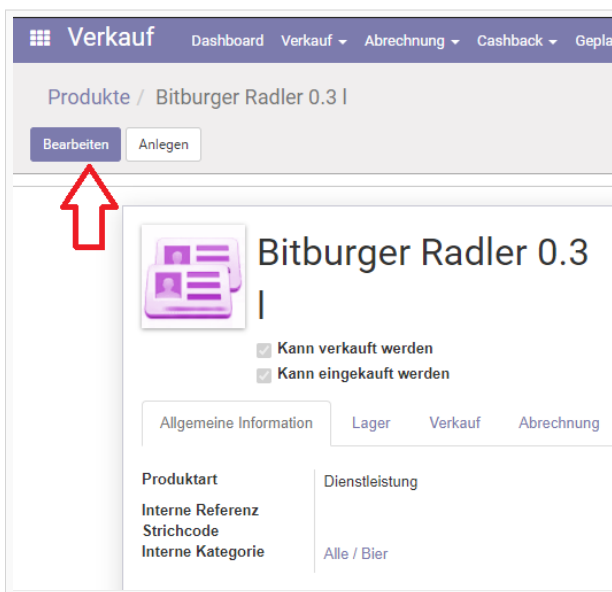 Verkauf Dashboard Verkauf Abrechnung Cashback Gepla
Produkte / Bitburger Radler 0.3 l
Bearbeiten Anlegen
Bitburger Radler 0.3
l
Kann verkauft werden
Kann eingekauft werden
Allgemeine Information Lager Verkauf Abrechnung
Produktart Dienstleistung
Interne Referenz
Strichcode
Interne Kategorie Alle / Bier